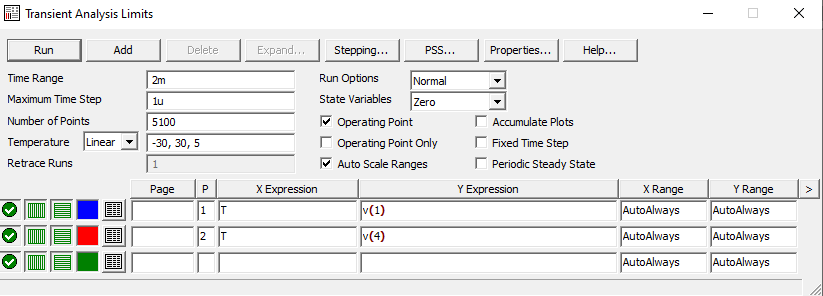 Transient Analysis Limits
Run Add Delete Expand... Stepping... PSS... Properties... Help...
Time Range 2m Run Options Normal
Maximum Time Step 1u State Variables Zero
Number of Points 5100 Operating Point Accumulate Plots
Temperature Linear -30, 30, 5 Operating Point Only Fixed Time Step
Retrace Runs 1 Auto Scale Ranges Periodic Steady State
Page P X Expression Y Expression X Range Y Range >
1 T v(1) AutoAlways AutoAlways
2 T v(4) AutoAlways AutoAlways
AutoAlways AutoAlways